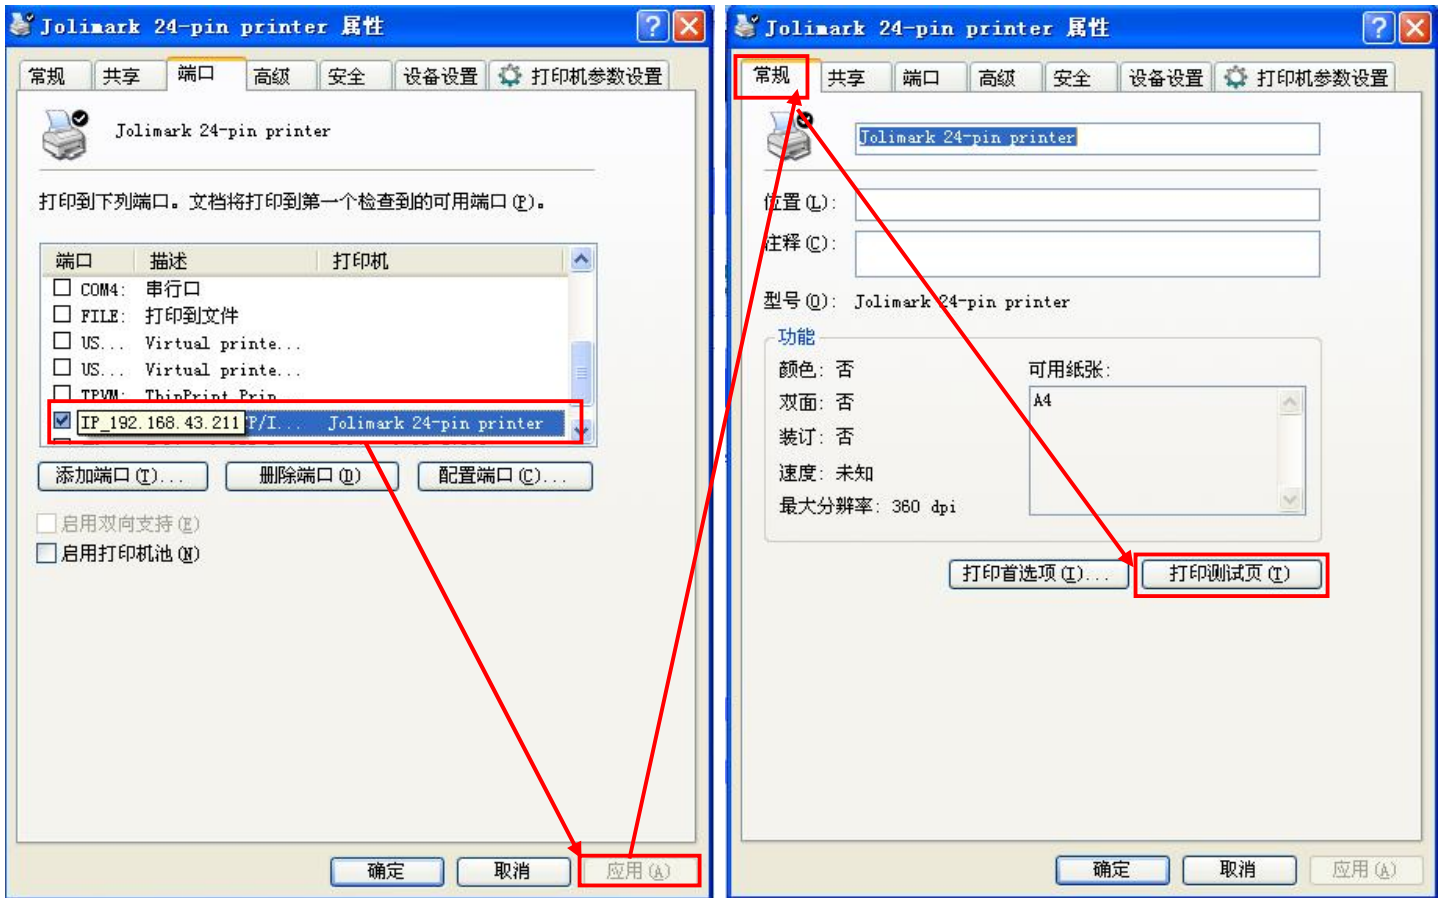 Jolimark 24-pin printer 属性
常规 共享 端口 高级 安全 设备设置 打印机参数设置
Jolimark 24-pin printer
打印到下列端口。文档将打印到第一个检查到的可用端口(P)。
端口 描述 打印机
COM4: 串行口
FILE: 打印到文件
US... Virtual printe...
US... Virtual printe...
TPVM: ThinPrint Prin...
IP_192.168.43.211 P/I... Jolimark 24-pin printer
添加端口(T)... 删除端口(D) 配置端口(C)...
启用双向支持(E)
启用打印机池(N)
确定 取消 应用(A)
Jolimark 24-pin printer 属性
常规 共享 端口 高级 安全 设备设置 打印机参数设置
Jolimark 24-pin printer
位置(L):
注释(C):
型号(O): Jolimark 24-pin printer
功能
颜色: 否 可用纸张:
双面: 否 A4
装订: 否
速度: 未知
最大分辨率: 360 dpi
打印首选项(I)... 打印测试页(T)
确定 取消 应用(A)